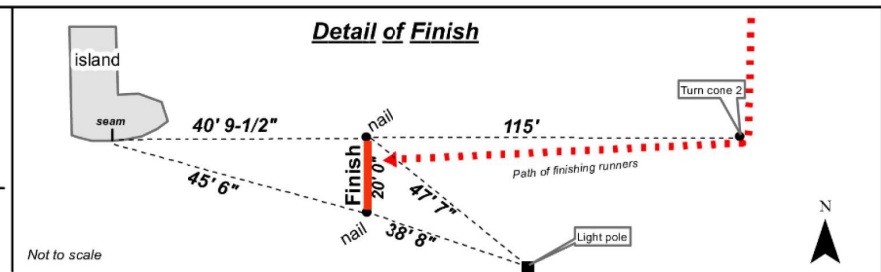 Detail of Finish
island
seam
40' 9-1/2"
nail
115'
Turn cone 2
Finish
20' 0"
Path of finishing runners
45' 6"
47' 7"
nail
38' 8"
Light pole
N
Not to scale